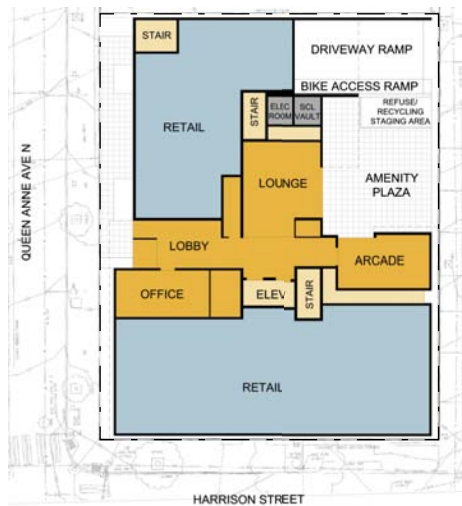 STAIR
DRIVEWAY RAMP
BIKE ACCESS RAMP
ELEC
ROOM
SCL
VAULT
REFUSE/
RECYCLING
STAGING AREA
STAIR
RETAIL
QUEEN ANNE AVE N
LOUNGE
AMENITY
PLAZA
LOBBY
ARCADE
OFFICE
ELEV
STAIR
RETAIL
HARRISON STREET